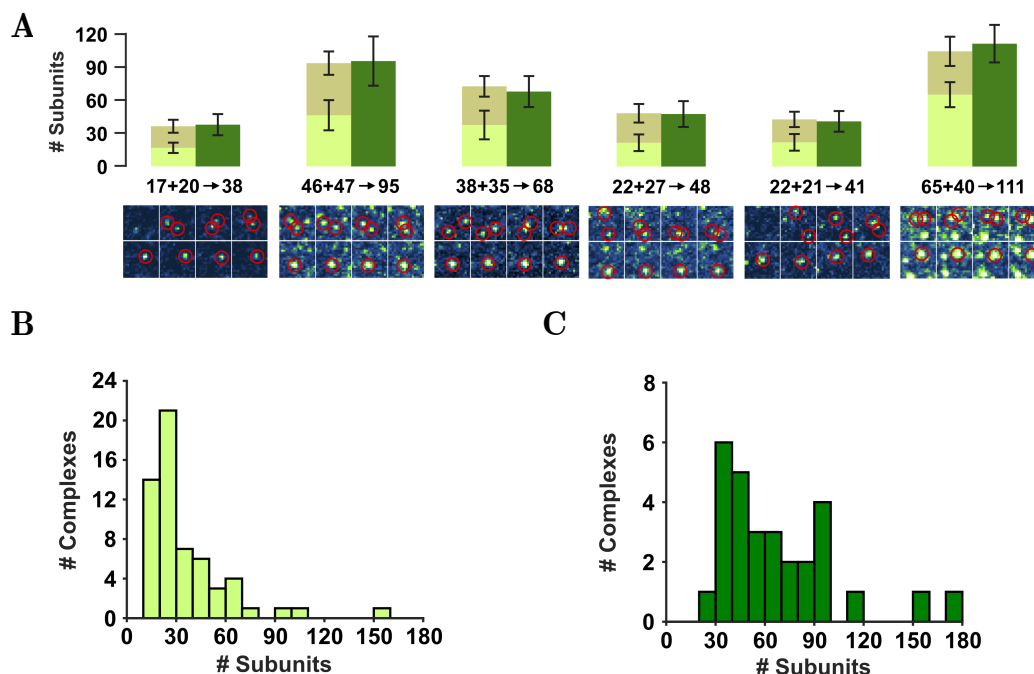 A
# Subunits
120
90
60
30
0
17+20→38
46+47→95
38+35→68
22+27→48
22+21→41
65+40→111
B
# Complexes
24
20
16
12
8
4
0
0 30 60 90 120 150 180
# Subunits
C
# Complexes
8
6
4
2
0
0 30 60 90 120 150 180
# Subunits